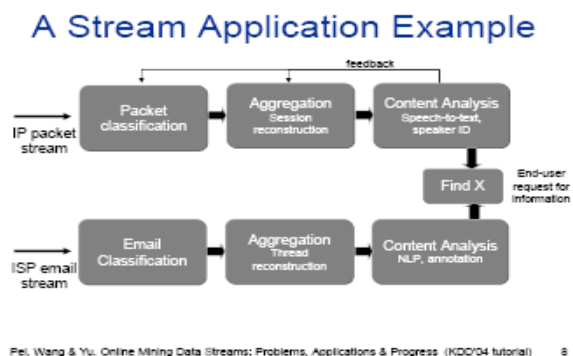 A Stream Application Example
feedback
IP packet
stream
Packet
classification
Aggregation
Session
reconstruction
Content Analysis
Speech-to-text,
speaker ID
Find X
End-user
request for
information
ISP email
stream
Email
Classification
Aggregation
Thread
reconstruction
Content Analysis
NLP, annotation
Pei, Wang & Yu. Online Mining Data Streams: Problems, Applications & Progress (KDD'04 tutorial) 8